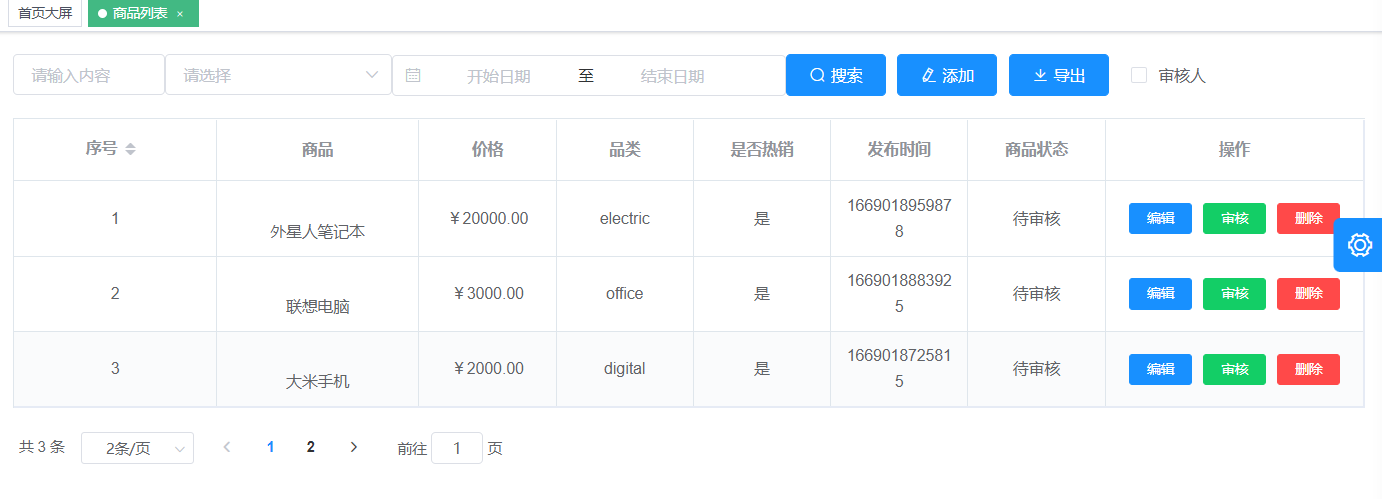 首页大屏 商品列表 ×
请输入内容 请选择 开始日期 至 结束日期 搜索 添加 导出 审核人
序号 商品 价格 品类 是否热销 发布时间 商品状态 操作
1 外星人笔记本 ￥20000.00 electric 是 166901895987 待审核 编辑 审核 删除
8
2 联想电脑 ￥3000.00 office 是 166901888392 待审核 编辑 审核 删除
5
3 大米手机 ￥2000.00 digital 是 166901872581 待审核 编辑 审核 删除
5
共 3 条 2条/页 1 2 前往 1 页